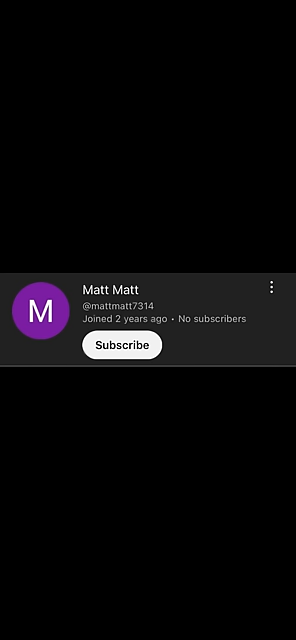 M
Matt Matt
@mattmatt7314
Joined 2 years ago • No subscribers
Subscribe